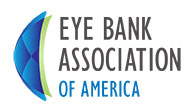 EYE BANK
ASSOCIATION
OF AMERICA